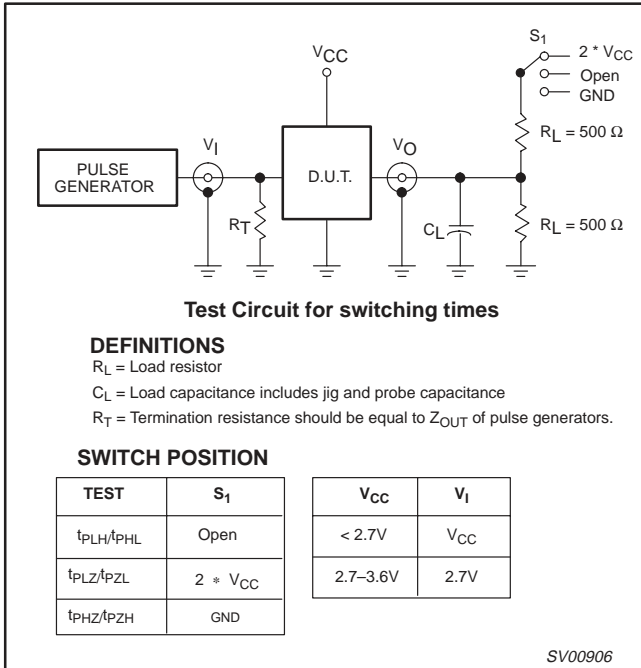 S1
2 * VCC
Open
GND
VCC
RL = 500 Ω
VI
VO
PULSE
GENERATOR
D.U.T.
RT
CL
RL = 500 Ω
Test Circuit for switching times
DEFINITIONS
RL = Load resistor
CL = Load capacitance includes jig and probe capacitance
RT = Termination resistance should be equal to ZOUT of pulse generators.
SWITCH POSITION
TEST S1
tPLH/tPHL Open
tPLZ/tPZL 2 * VCC
tPHZ/tPZH GND
VCC VI
< 2.7V VCC
2.7–3.6V 2.7V
SV00906